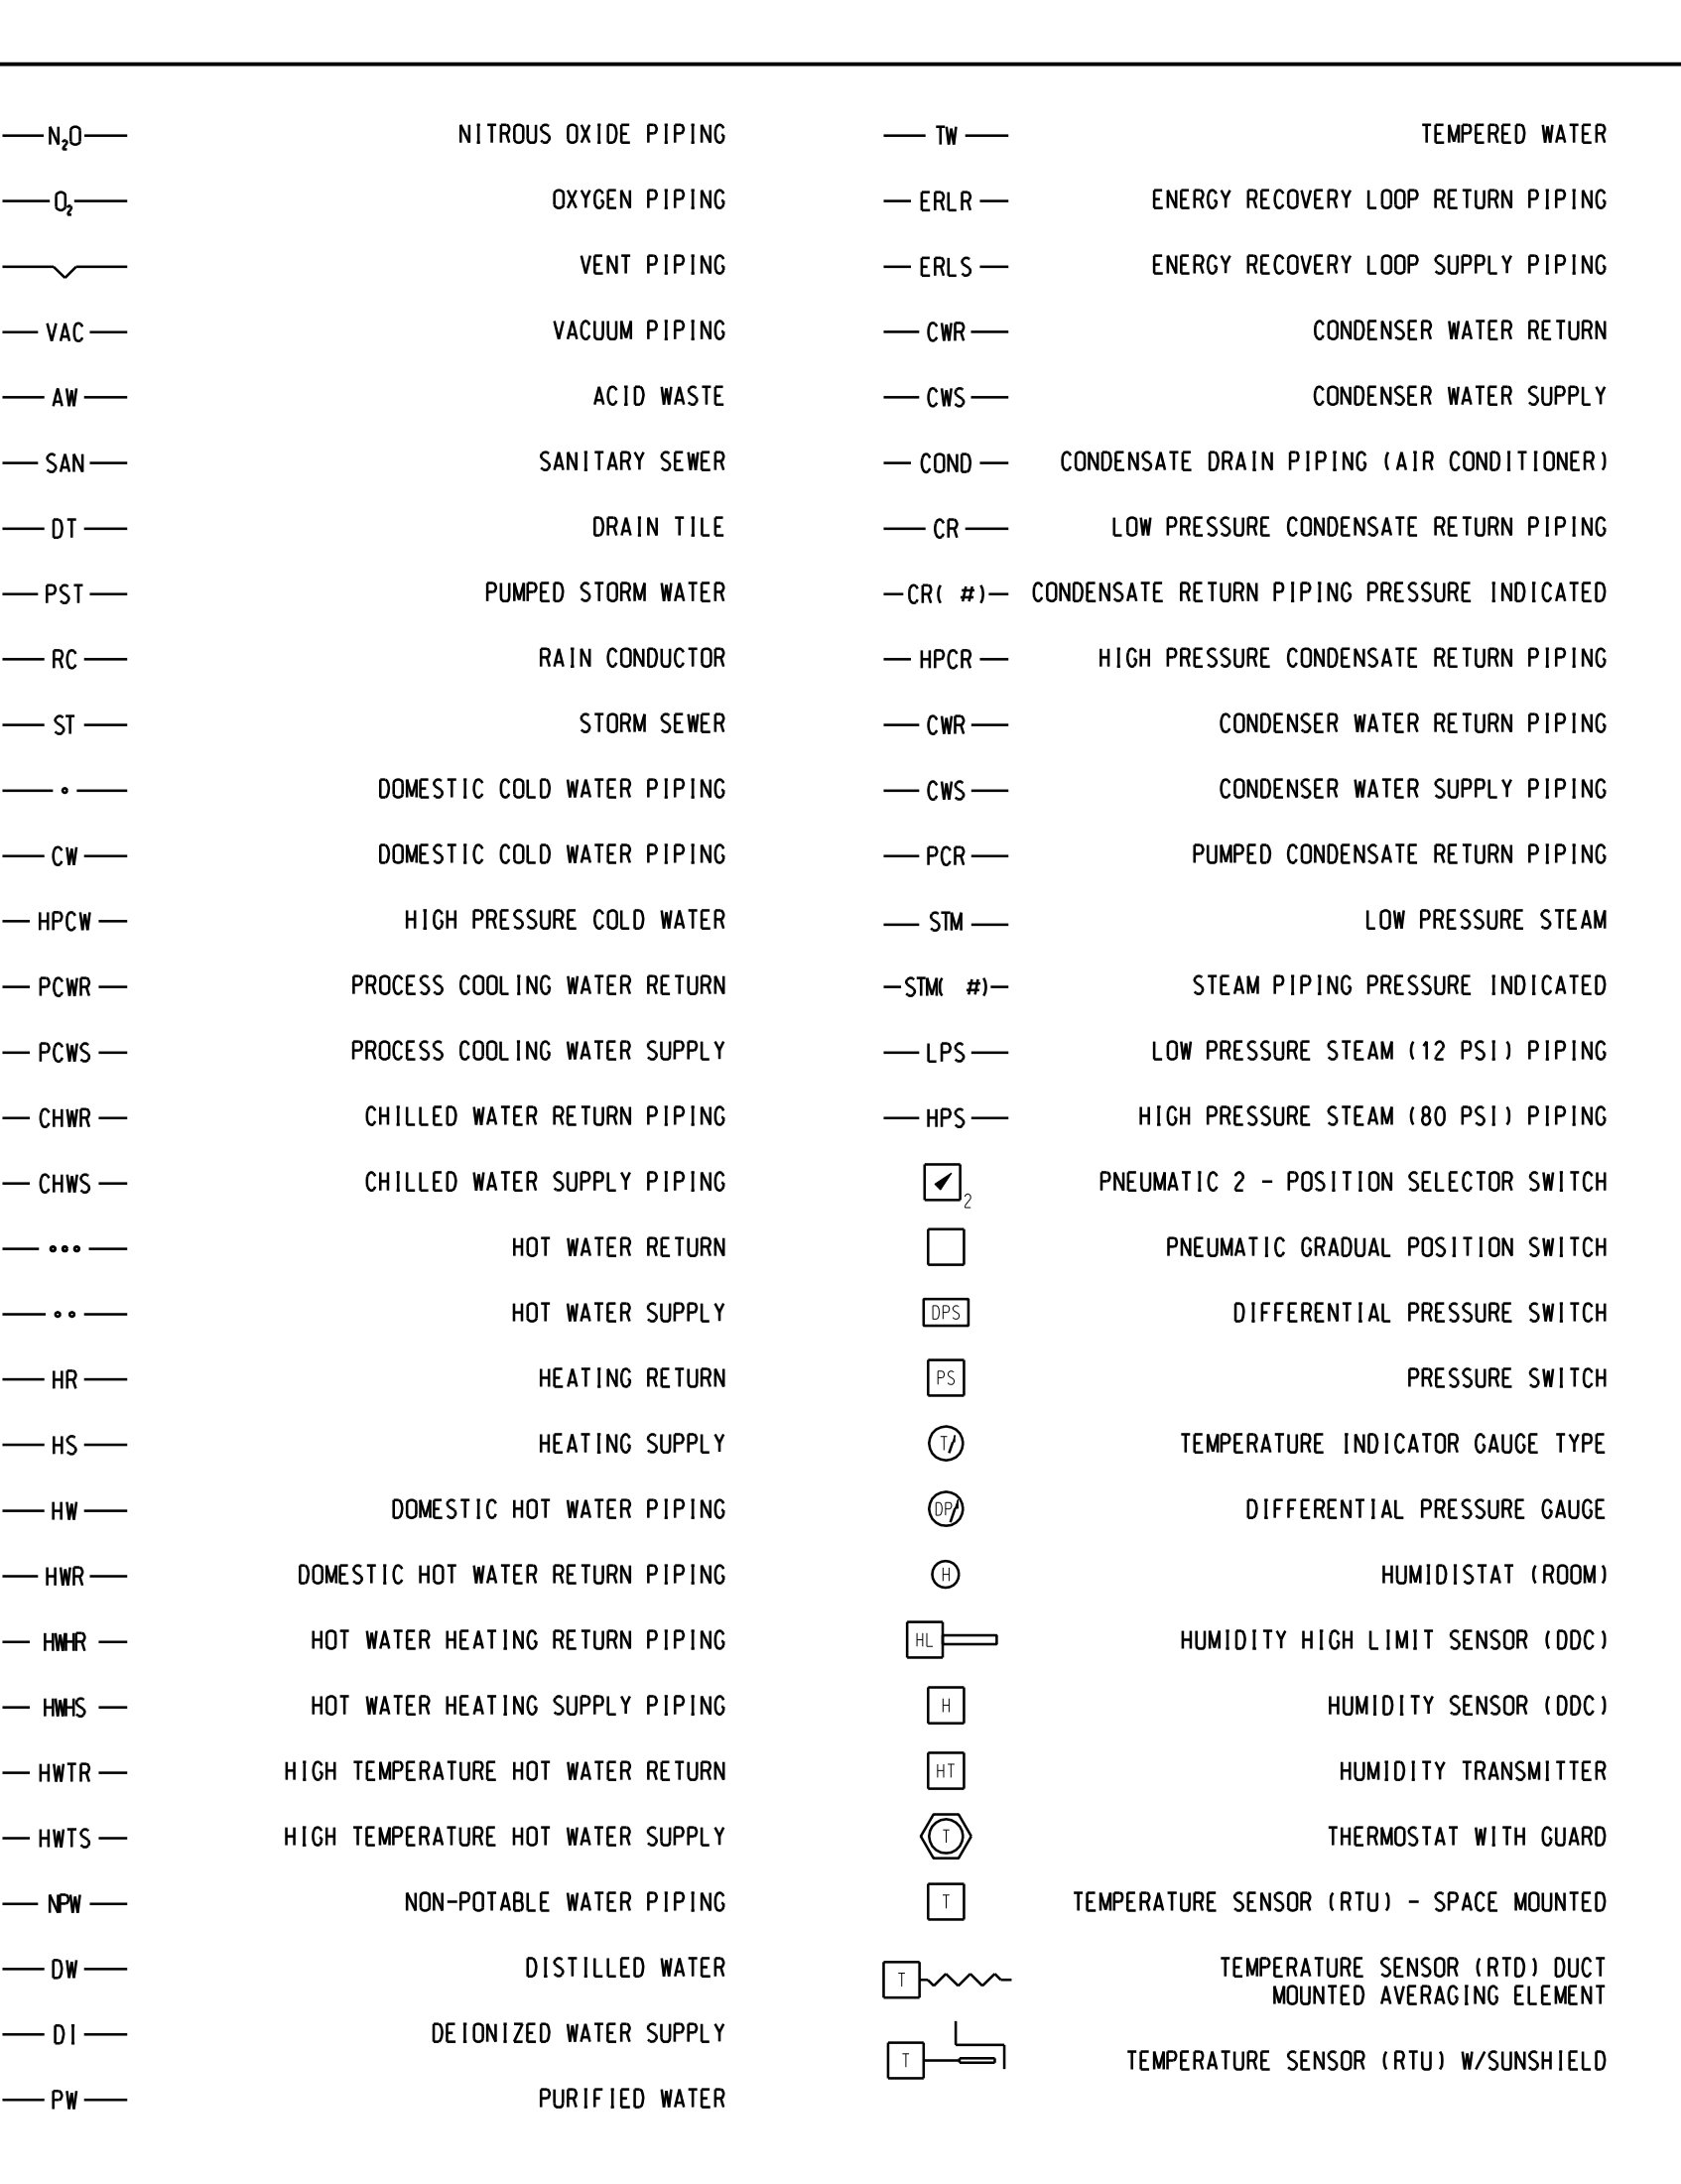 N₂O NITROUS OXIDE PIPING
O₂ OXYGEN PIPING
VENT PIPING
VAC VACUUM PIPING
AW ACID WASTE
SAN SANITARY SEWER
DT DRAIN TILE
PST PUMPED STORM WATER
RC RAIN CONDUCTOR
ST STORM SEWER
DOMESTIC COLD WATER PIPING
CW DOMESTIC COLD WATER PIPING
HPCW HIGH PRESSURE COLD WATER
PCWR PROCESS COOLING WATER RETURN
PCWS PROCESS COOLING WATER SUPPLY
CHWR CHILLED WATER RETURN PIPING
CHWS CHILLED WATER SUPPLY PIPING
HOT WATER RETURN
HOT WATER SUPPLY
HR HEATING RETURN
HS HEATING SUPPLY
HW DOMESTIC HOT WATER PIPING
HWR DOMESTIC HOT WATER RETURN PIPING
HWHR HOT WATER HEATING RETURN PIPING
HWHS HOT WATER HEATING SUPPLY PIPING
HWTR HIGH TEMPERATURE HOT WATER RETURN
HWTS HIGH TEMPERATURE HOT WATER SUPPLY
NPW NON-POTABLE WATER PIPING
DW DISTILLED WATER
DI DEIONIZED WATER SUPPLY
PW PURIFIED WATER
TW TEMPERED WATER
ERLR ENERGY RECOVERY LOOP RETURN PIPING
ERLS ENERGY RECOVERY LOOP SUPPLY PIPING
CWR CONDENSER WATER RETURN
CWS CONDENSER WATER SUPPLY
COND CONDENSATE DRAIN PIPING (AIR CONDITIONER)
CR LOW PRESSURE CONDENSATE RETURN PIPING
CR( #) CONDENSATE RETURN PIPING PRESSURE INDICATED
HPCR HIGH PRESSURE CONDENSATE RETURN PIPING
CWR CONDENSER WATER RETURN PIPING
CWS CONDENSER WATER SUPPLY PIPING
PCR PUMPED CONDENSATE RETURN PIPING
STM LOW PRESSURE STEAM
STM( #) STEAM PIPING PRESSURE INDICATED
LPS LOW PRESSURE STEAM (12 PSI) PIPING
HPS HIGH PRESSURE STEAM (80 PSI) PIPING
2 PNEUMATIC 2 - POSITION SELECTOR SWITCH
PNEUMATIC GRADUAL POSITION SWITCH
DPS DIFFERENTIAL PRESSURE SWITCH
PS PRESSURE SWITCH
T/ TEMPERATURE INDICATOR GAUGE TYPE
DP/ DIFFERENTIAL PRESSURE GAUGE
H HUMIDISTAT (ROOM)
HL HUMIDITY HIGH LIMIT SENSOR (DDC)
H HUMIDITY SENSOR (DDC)
HT HUMIDITY TRANSMITTER
T THERMOSTAT WITH GUARD
T TEMPERATURE SENSOR (RTU) - SPACE MOUNTED
T TEMPERATURE SENSOR (RTD) DUCT
MOUNTED AVERAGING ELEMENT
T TEMPERATURE SENSOR (RTU) W/SUNSHIELD